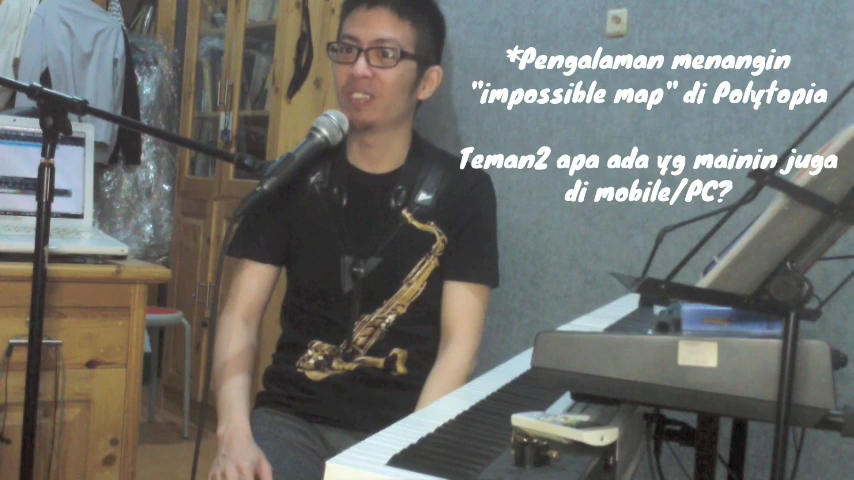 *Pengalaman menangin
"impossible map" di Polytopia
Teman2 apa ada yg mainin juga
di mobile/PC?